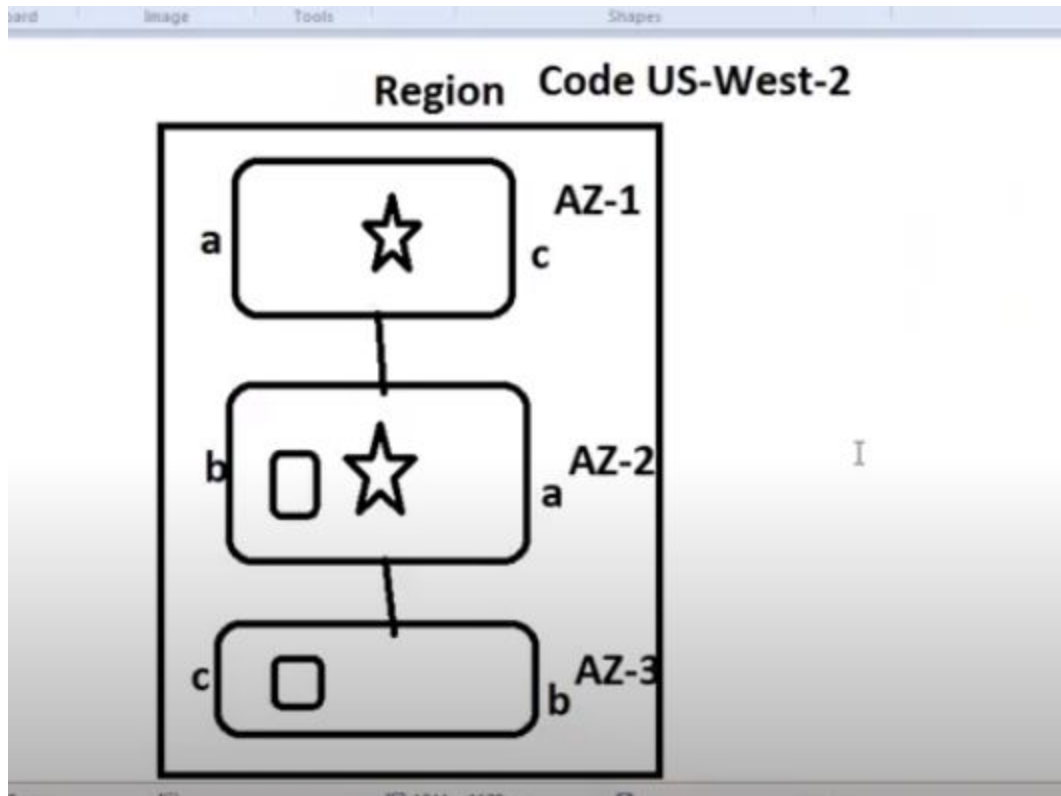 Image
Tools
Shapes
Region Code US-West-2
AZ-1
a
c
b
AZ-2
a
c
AZ-3
b